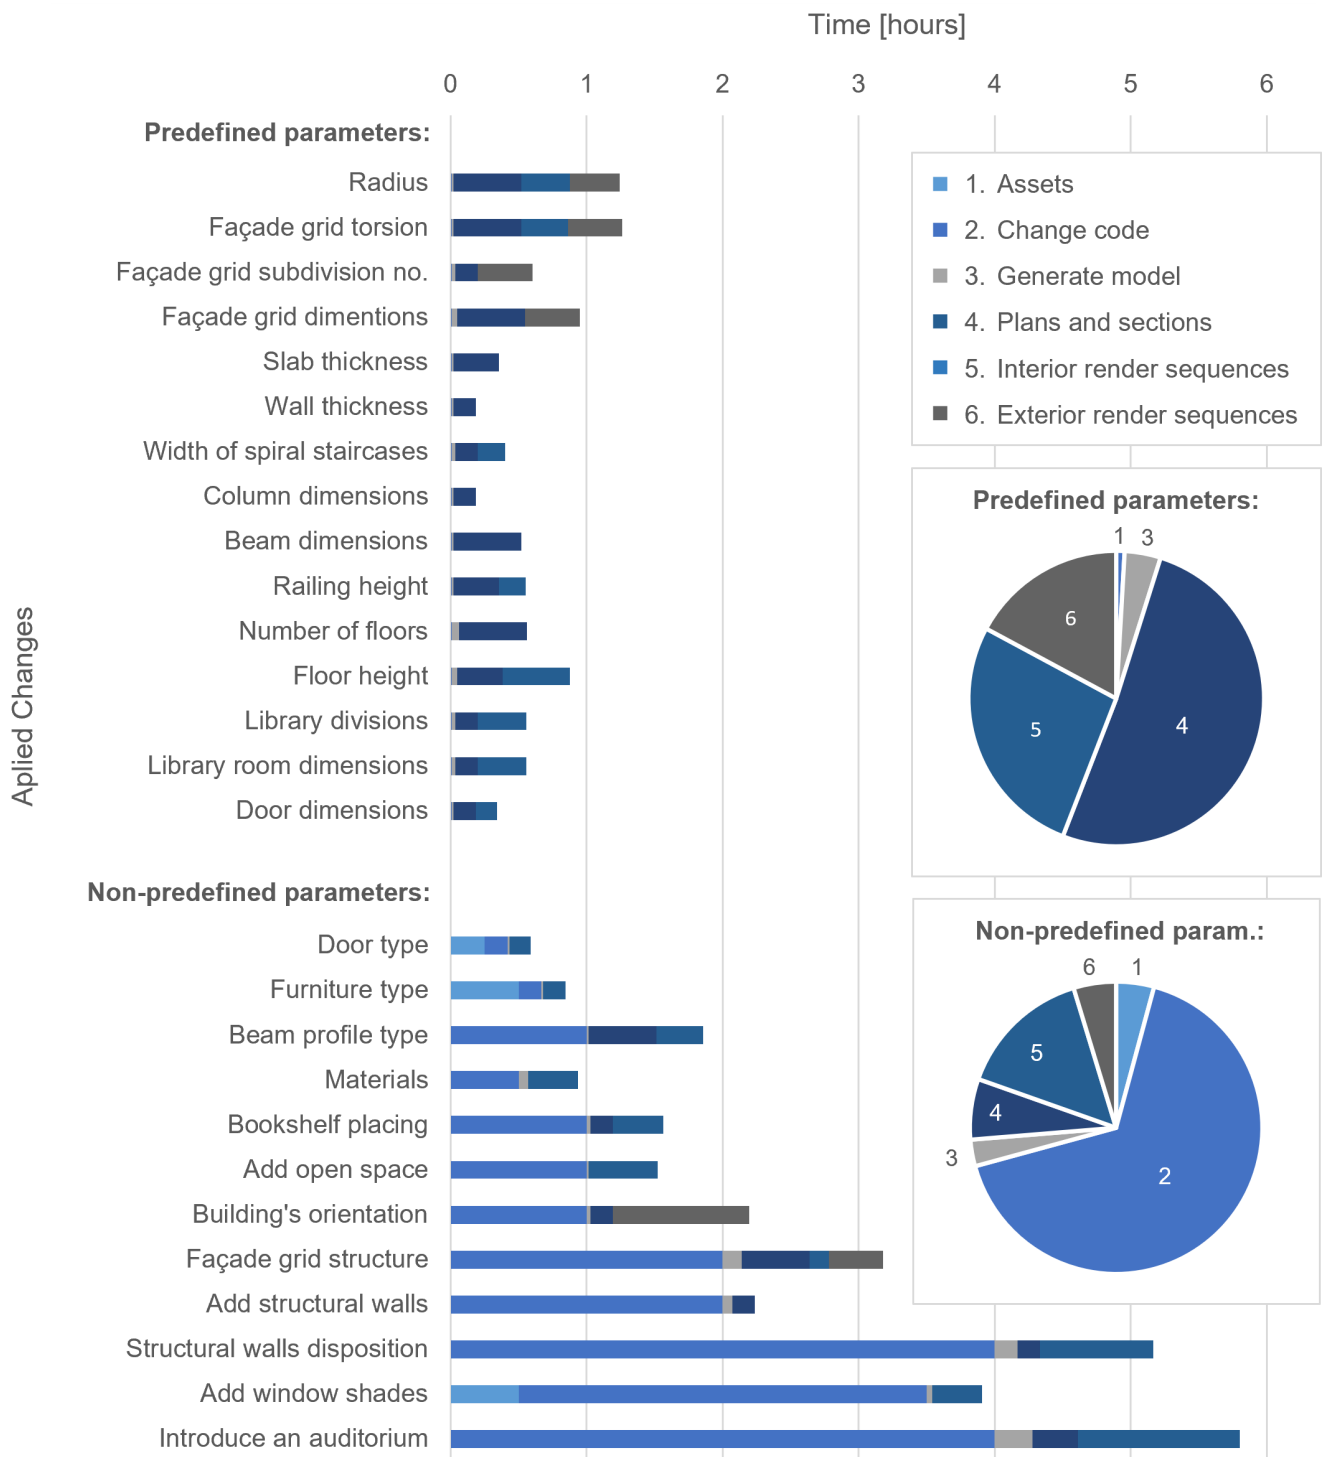 Time [hours]
0 1 2 3 4 5 6
Predefined parameters:
Radius
Façade grid torsion
Façade grid subdivision no.
Façade grid dimentions
Slab thickness
Wall thickness
Width of spiral staircases
Column dimensions
Beam dimensions
Railing height
Number of floors
Floor height
Library divisions
Library room dimensions
Door dimensions
Non-predefined parameters:
Door type
Furniture type
Beam profile type
Materials
Bookshelf placing
Add open space
Building's orientation
Façade grid structure
Add structural walls
Structural walls disposition
Add window shades
Introduce an auditorium
Aplied Changes
1. Assets
2. Change code
3. Generate model
4. Plans and sections
5. Interior render sequences
6. Exterior render sequences
Predefined parameters:
1 3
6
5
4
Non-predefined param.:
6 1
5
4
3
2